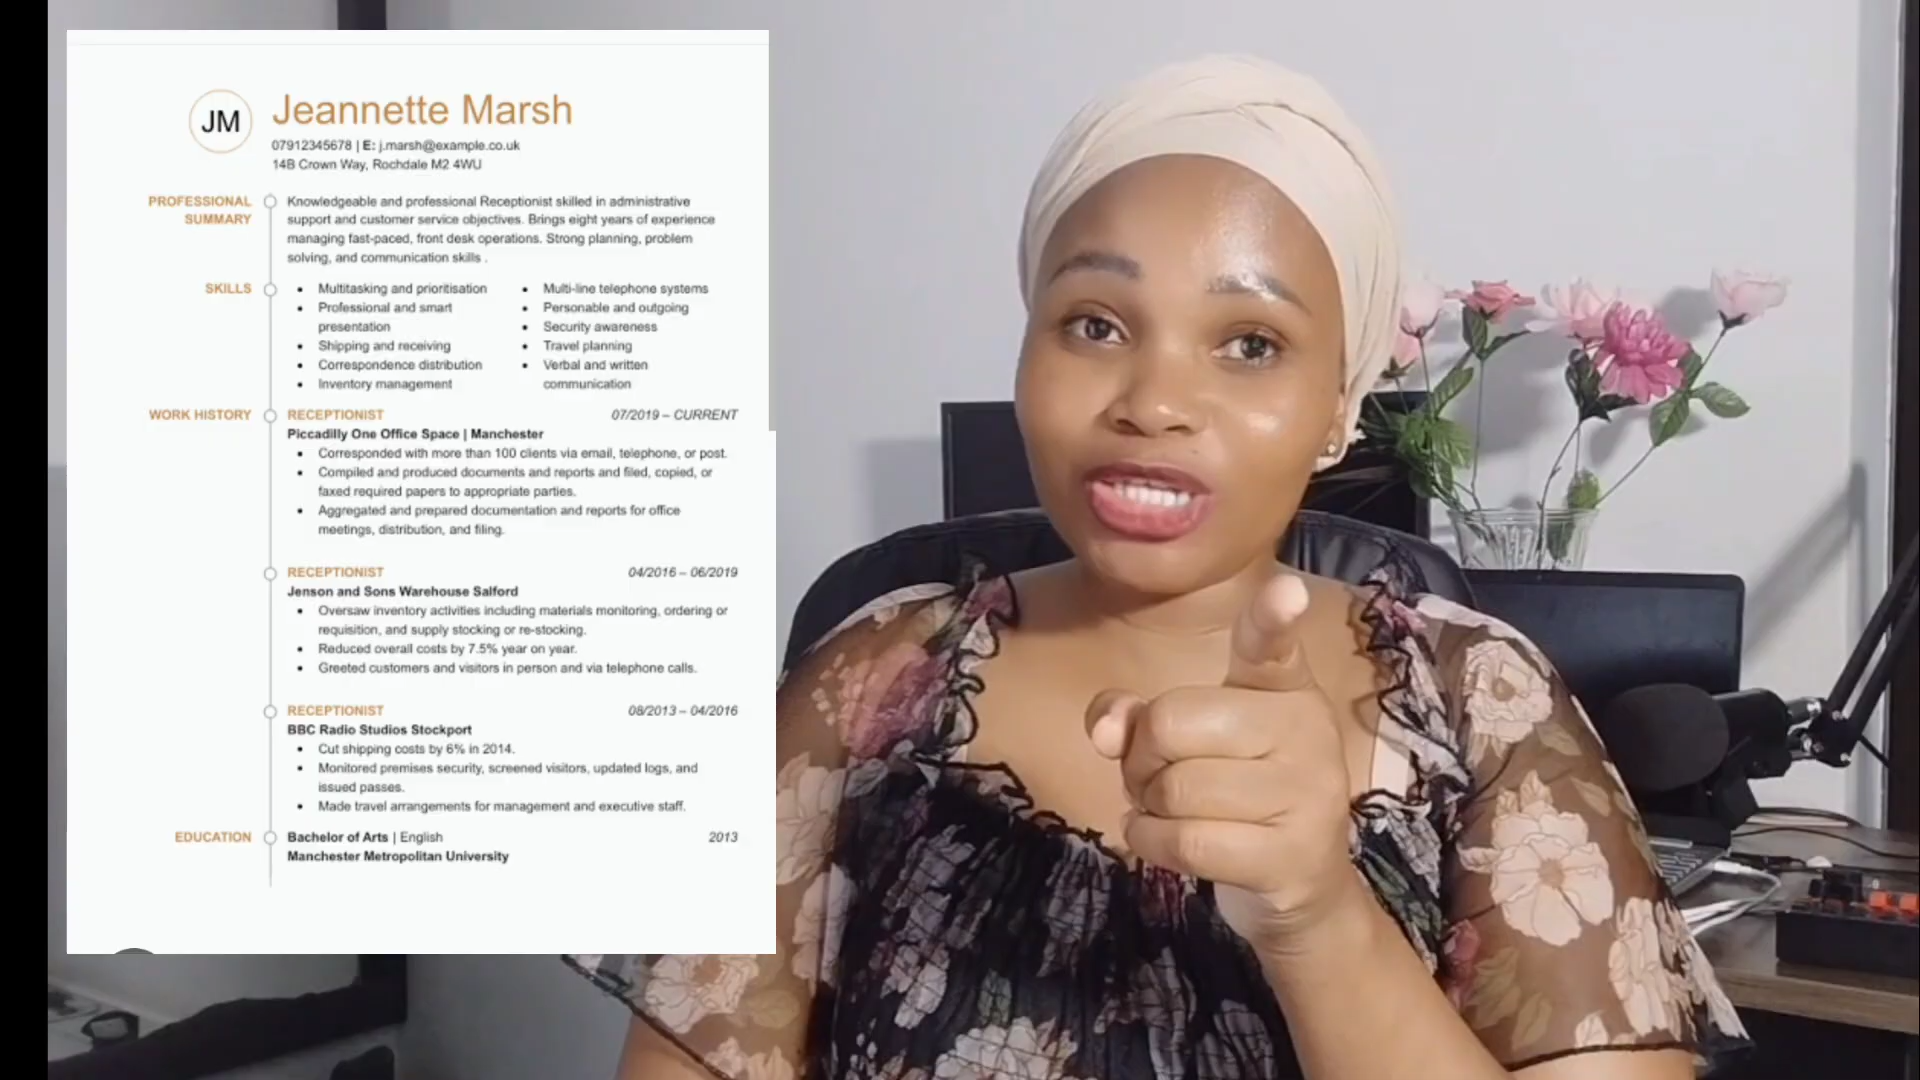 JM
Jeannette Marsh
07912345678 | E: j.marsh@example.co.uk
14B Crown Way, Rochdale M2 4WU
PROFESSIONAL
SUMMARY
Knowledgeable and professional Receptionist skilled in administrative
support and customer service objectives. Brings eight years of experience
managing fast-paced, front desk operations. Strong planning, problem
solving, and communication skills .
SKILLS
• Multitasking and prioritisation
• Professional and smart
presentation
• Shipping and receiving
• Correspondence distribution
• Inventory management
• Multi-line telephone systems
• Personable and outgoing
• Security awareness
• Travel planning
• Verbal and written
communication
WORK HISTORY
RECEPTIONIST 07/2019 – CURRENT
Piccadilly One Office Space | Manchester
• Corresponded with more than 100 clients via email, telephone, or post.
• Compiled and produced documents and reports and filed, copied, or
faxed required papers to appropriate parties.
• Aggregated and prepared documentation and reports for office
meetings, distribution, and filing.
RECEPTIONIST 04/2016 – 06/2019
Jenson and Sons Warehouse Salford
• Oversaw inventory activities including materials monitoring, ordering or
requisition, and supply stocking or re-stocking.
• Reduced overall costs by 7.5% year on year.
• Greeted customers and visitors in person and via telephone calls.
RECEPTIONIST 08/2013 – 04/2016
BBC Radio Studios Stockport
• Cut shipping costs by 6% in 2014.
• Monitored premises security, screened visitors, updated logs, and
issued passes.
• Made travel arrangements for management and executive staff.
EDUCATION
Bachelor of Arts | English 2013
Manchester Metropolitan University